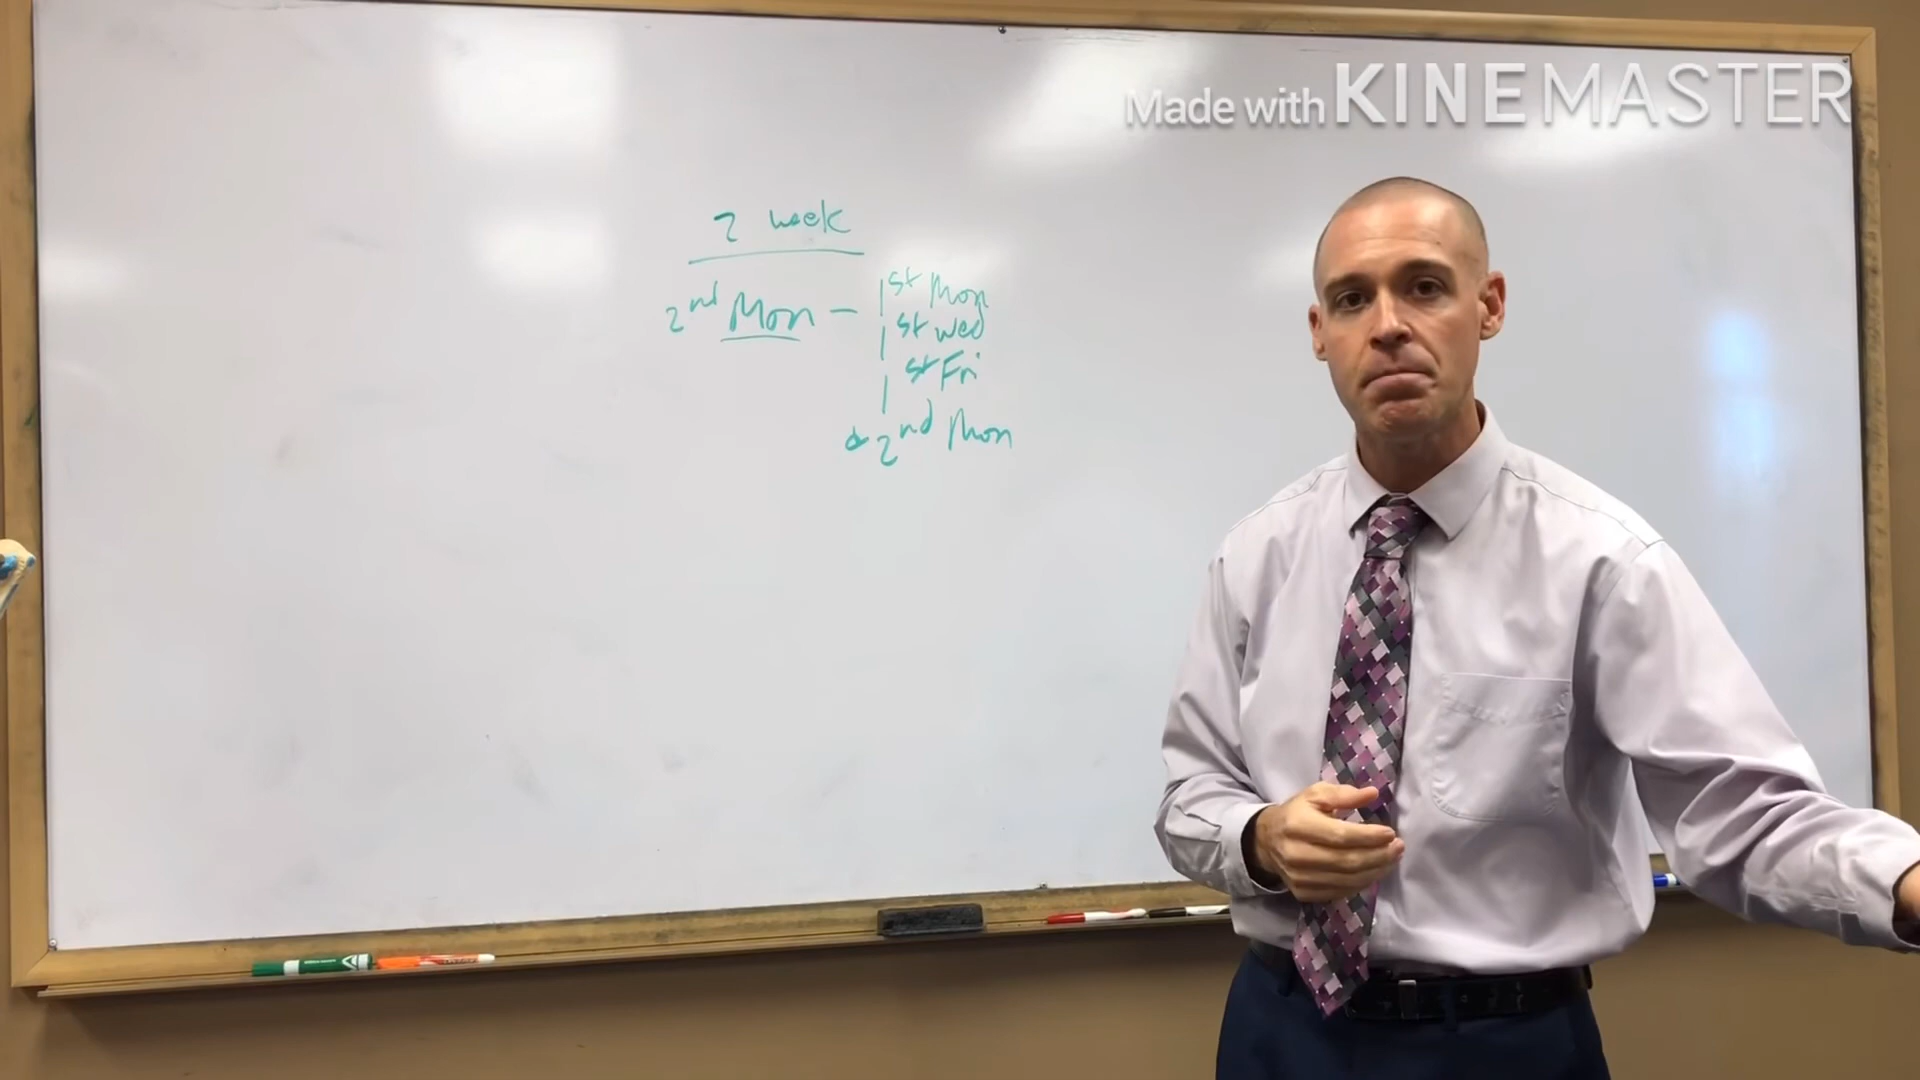 Made with KINEMASTER
2 week
2nd Mon - 1st Mon
1st Wed
1st Fri
& 2nd Mon